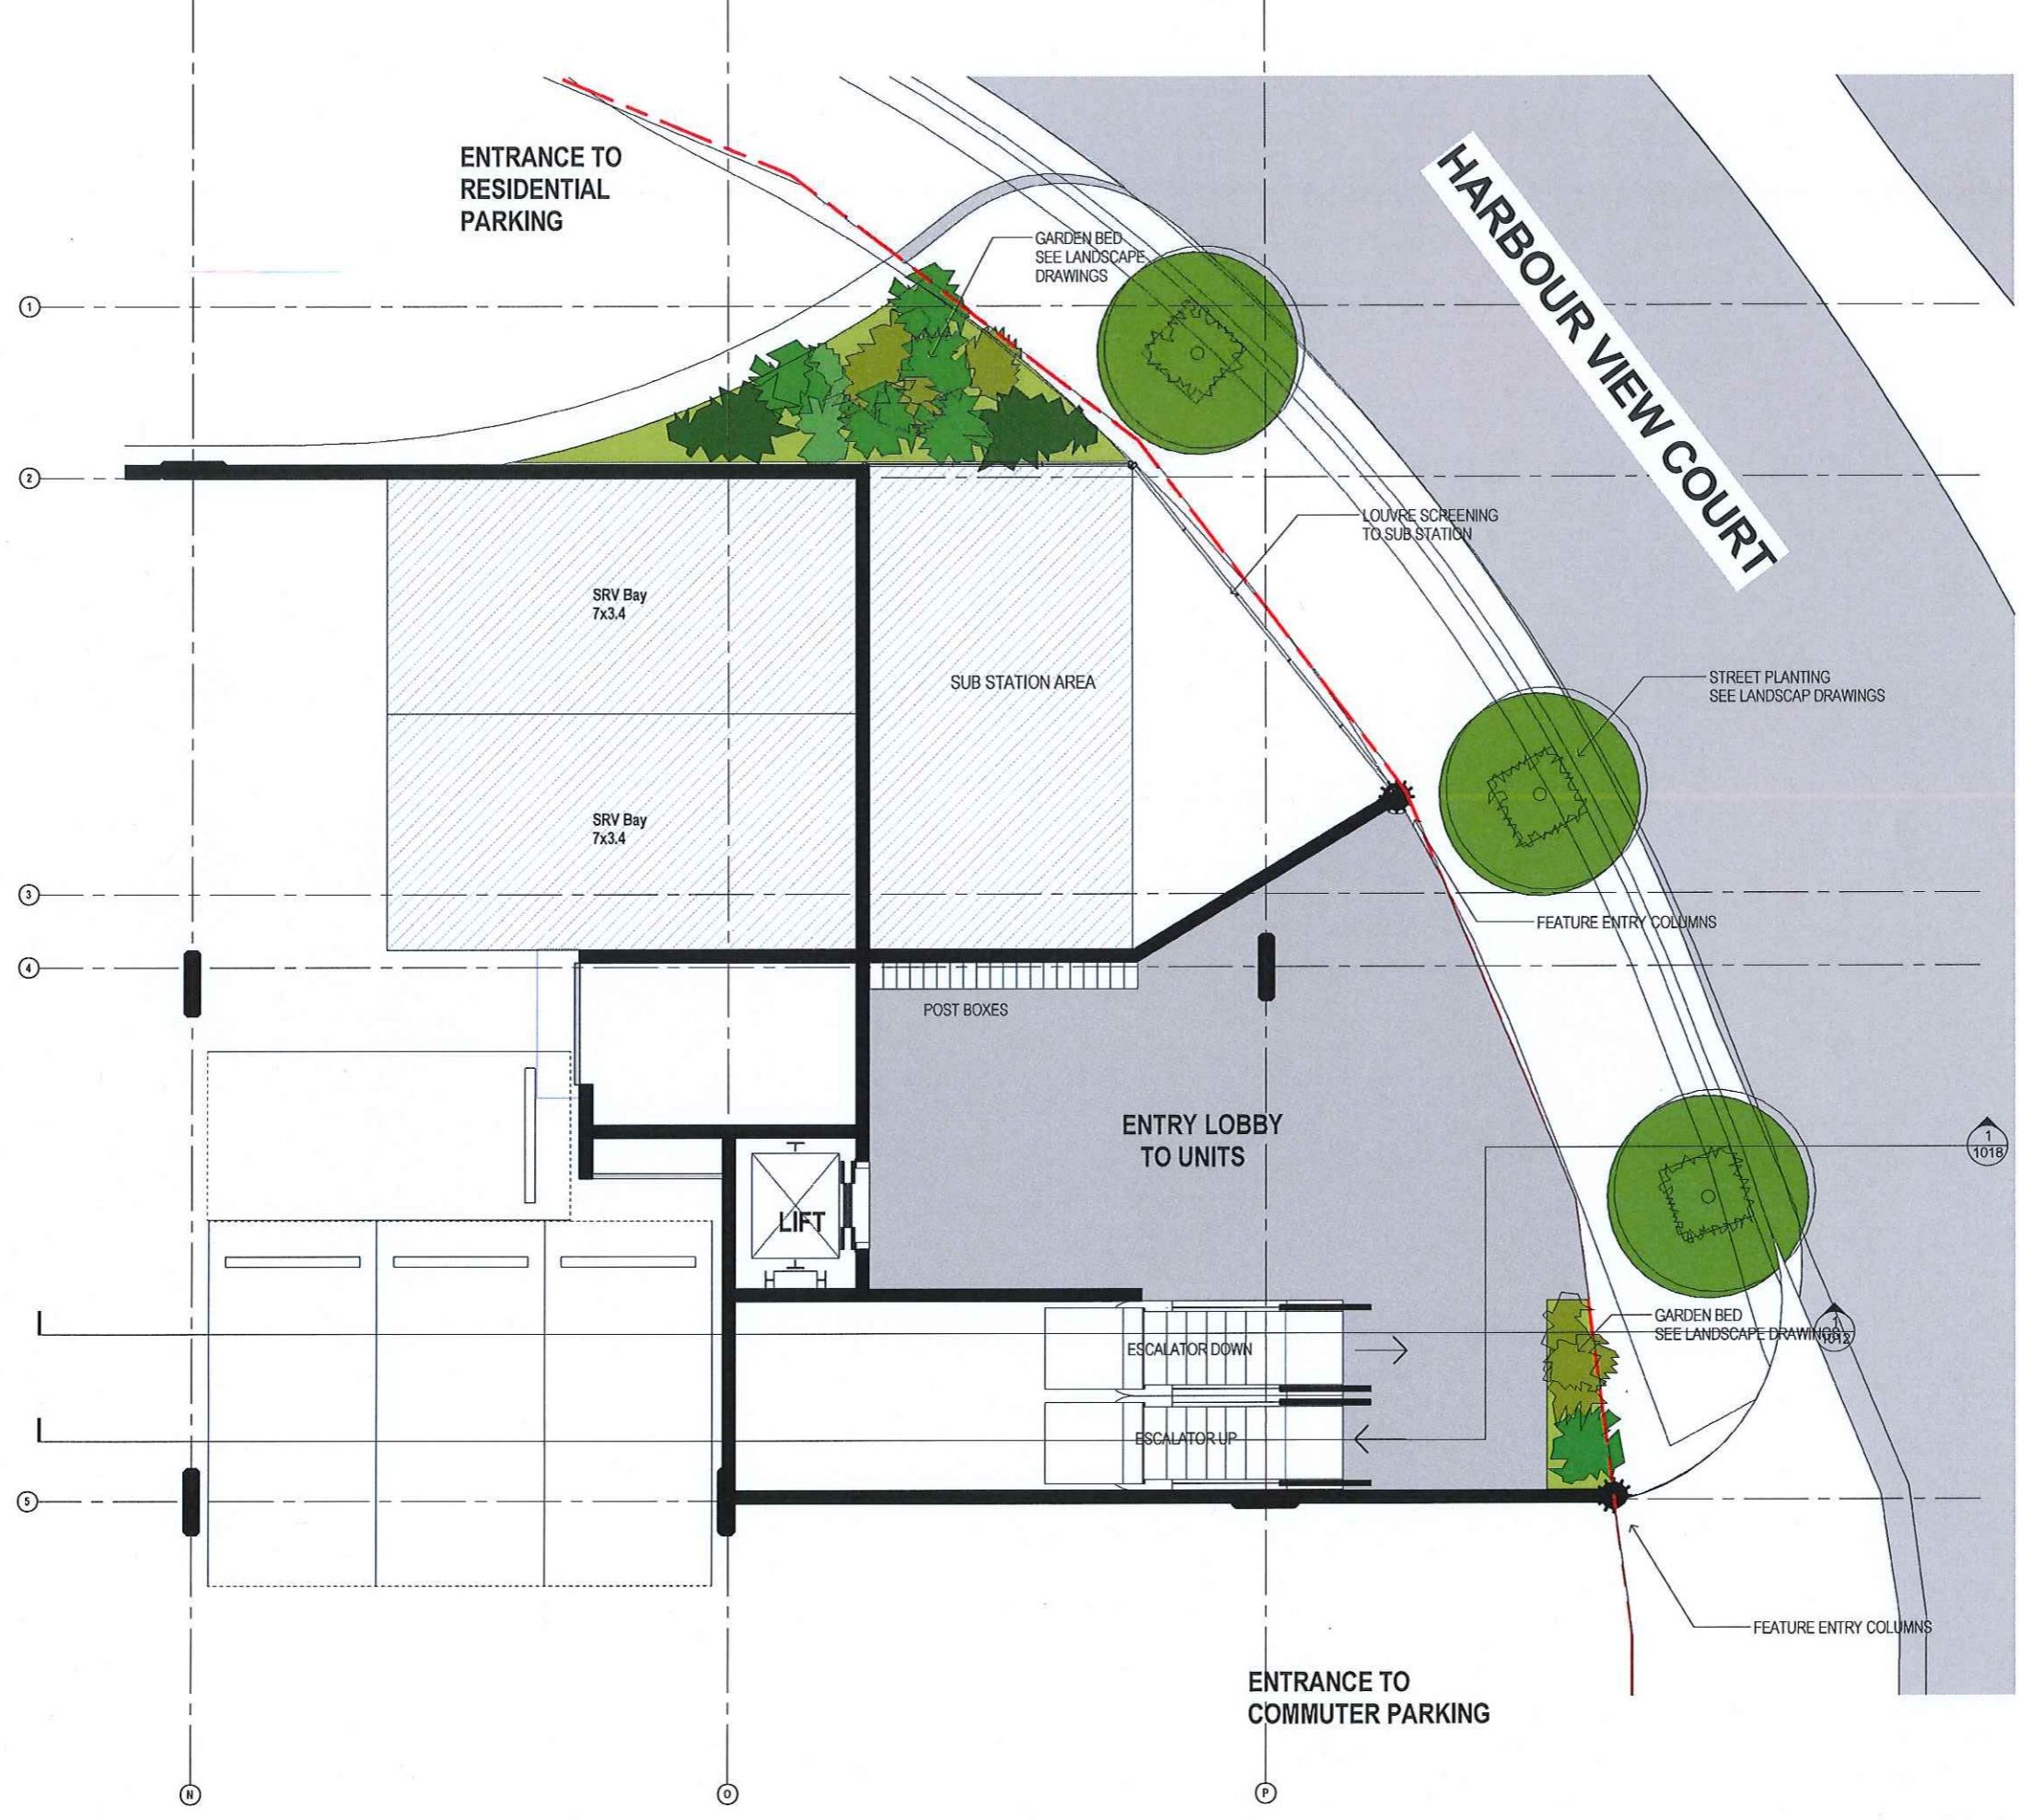 ENTRANCE TO
RESIDENTIAL
PARKING
GARDEN BED
SEE LANDSCAPE
DRAWINGS
HARBOUR VIEW COURT
1
2
LOUVRE SCREENING
TO SUB STATION
SRV Bay
7x3.4
SUB STATION AREA
STREET PLANTING
SEE LANDSCAP DRAWINGS
SRV Bay
7x3.4
3
FEATURE ENTRY COLUMNS
4
POST BOXES
ENTRY LOBBY
TO UNITS
1
1018
LIFT
GARDEN BED
SEE LANDSCAPE DRAWINGS
1
1012
ESCALATOR DOWN
ESCALATOR UP
5
FEATURE ENTRY COLUMNS
ENTRANCE TO
COMMUTER PARKING
N
O
P